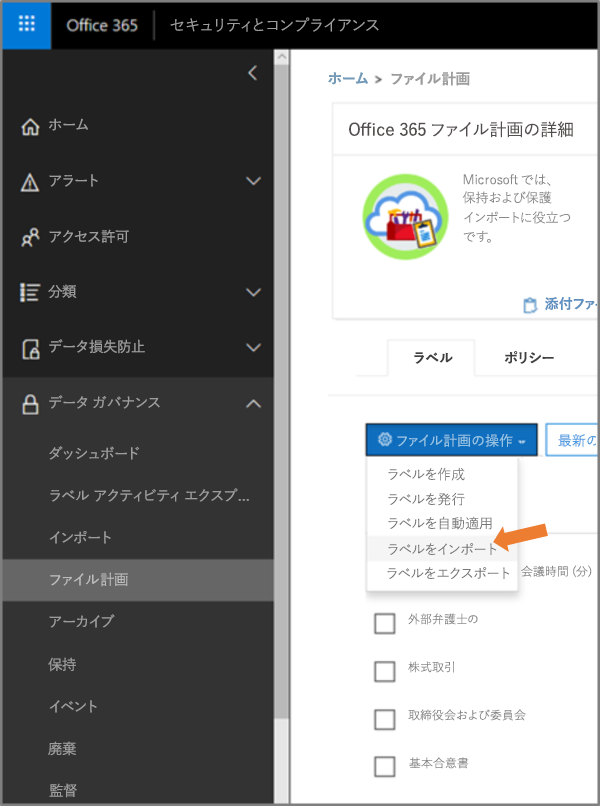 Office 365 セキュリティとコンプライアンス
ホーム
アラート
アクセス許可
分類
データ損失防止
データ ガバナンス
ダッシュボード
ラベル アクティビティ エクスプ...
インポート
ファイル計画
アーカイブ
保持
イベント
廃棄
監督
ホーム > ファイル計画
Office 365 ファイル計画の詳細
Microsoft では、
保持および保護
インポートに役立つ
です。
添付ファイ
ラベル ポリシー
ファイル計画の操作 最新の
ラベルを作成
ラベルを発行
ラベルを自動適用
ラベルをインポート
ラベルをエクスポート 会議時間 (分)
外部弁護士の
株式取引
取締役会および委員会
基本合意書